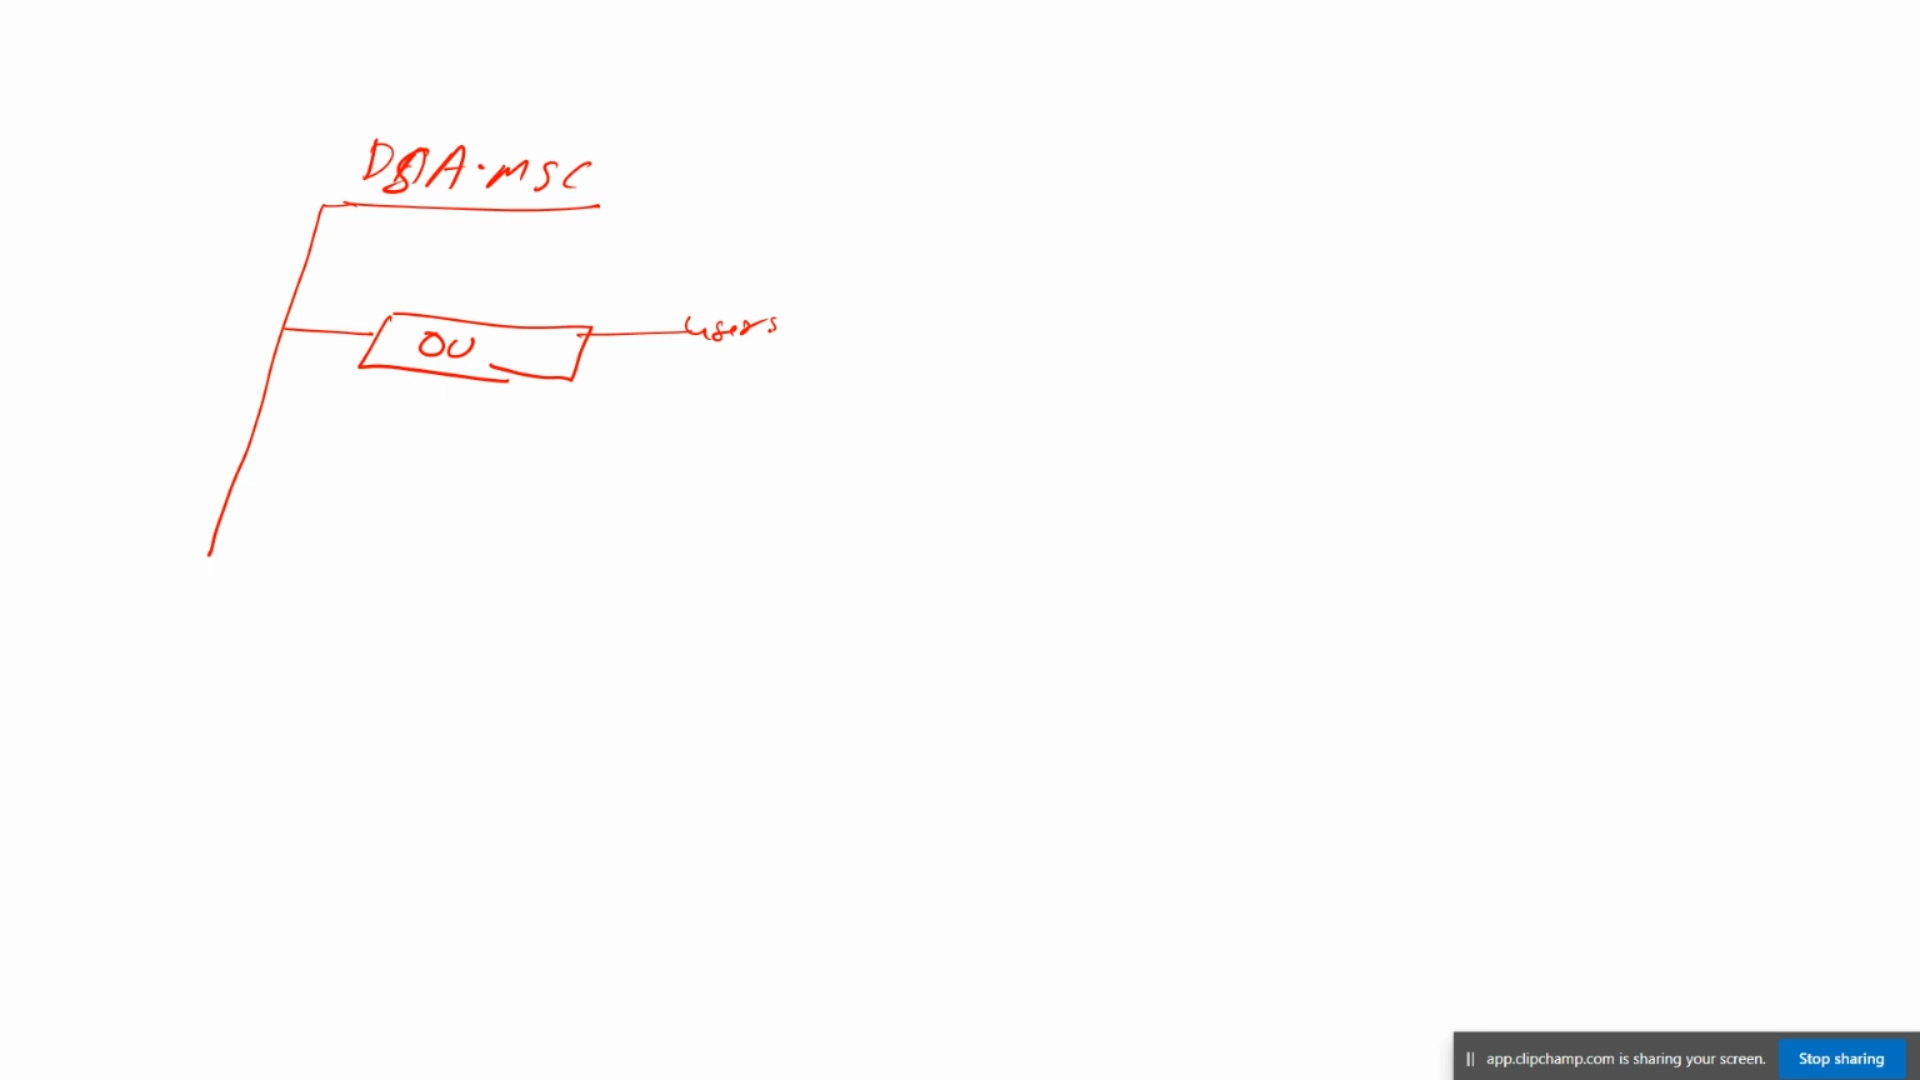 DSA.msc
OU
users
app.clipchamp.com is sharing your screen.
Stop sharing